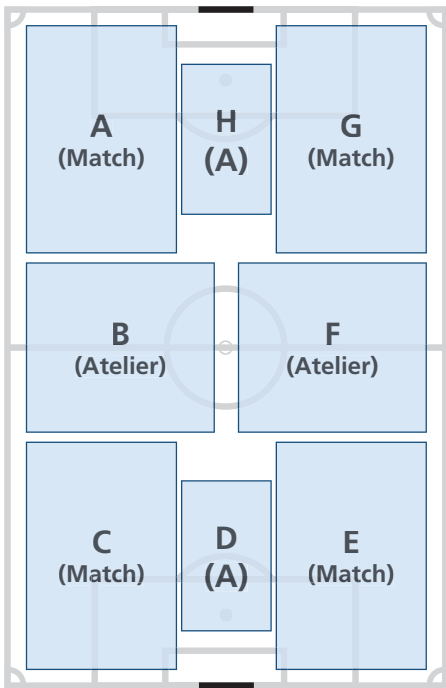 A
(Match)
H
(A)
G
(Match)
B
(Atelier)
F
(Atelier)
C
(Match)
D
(A)
E
(Match)